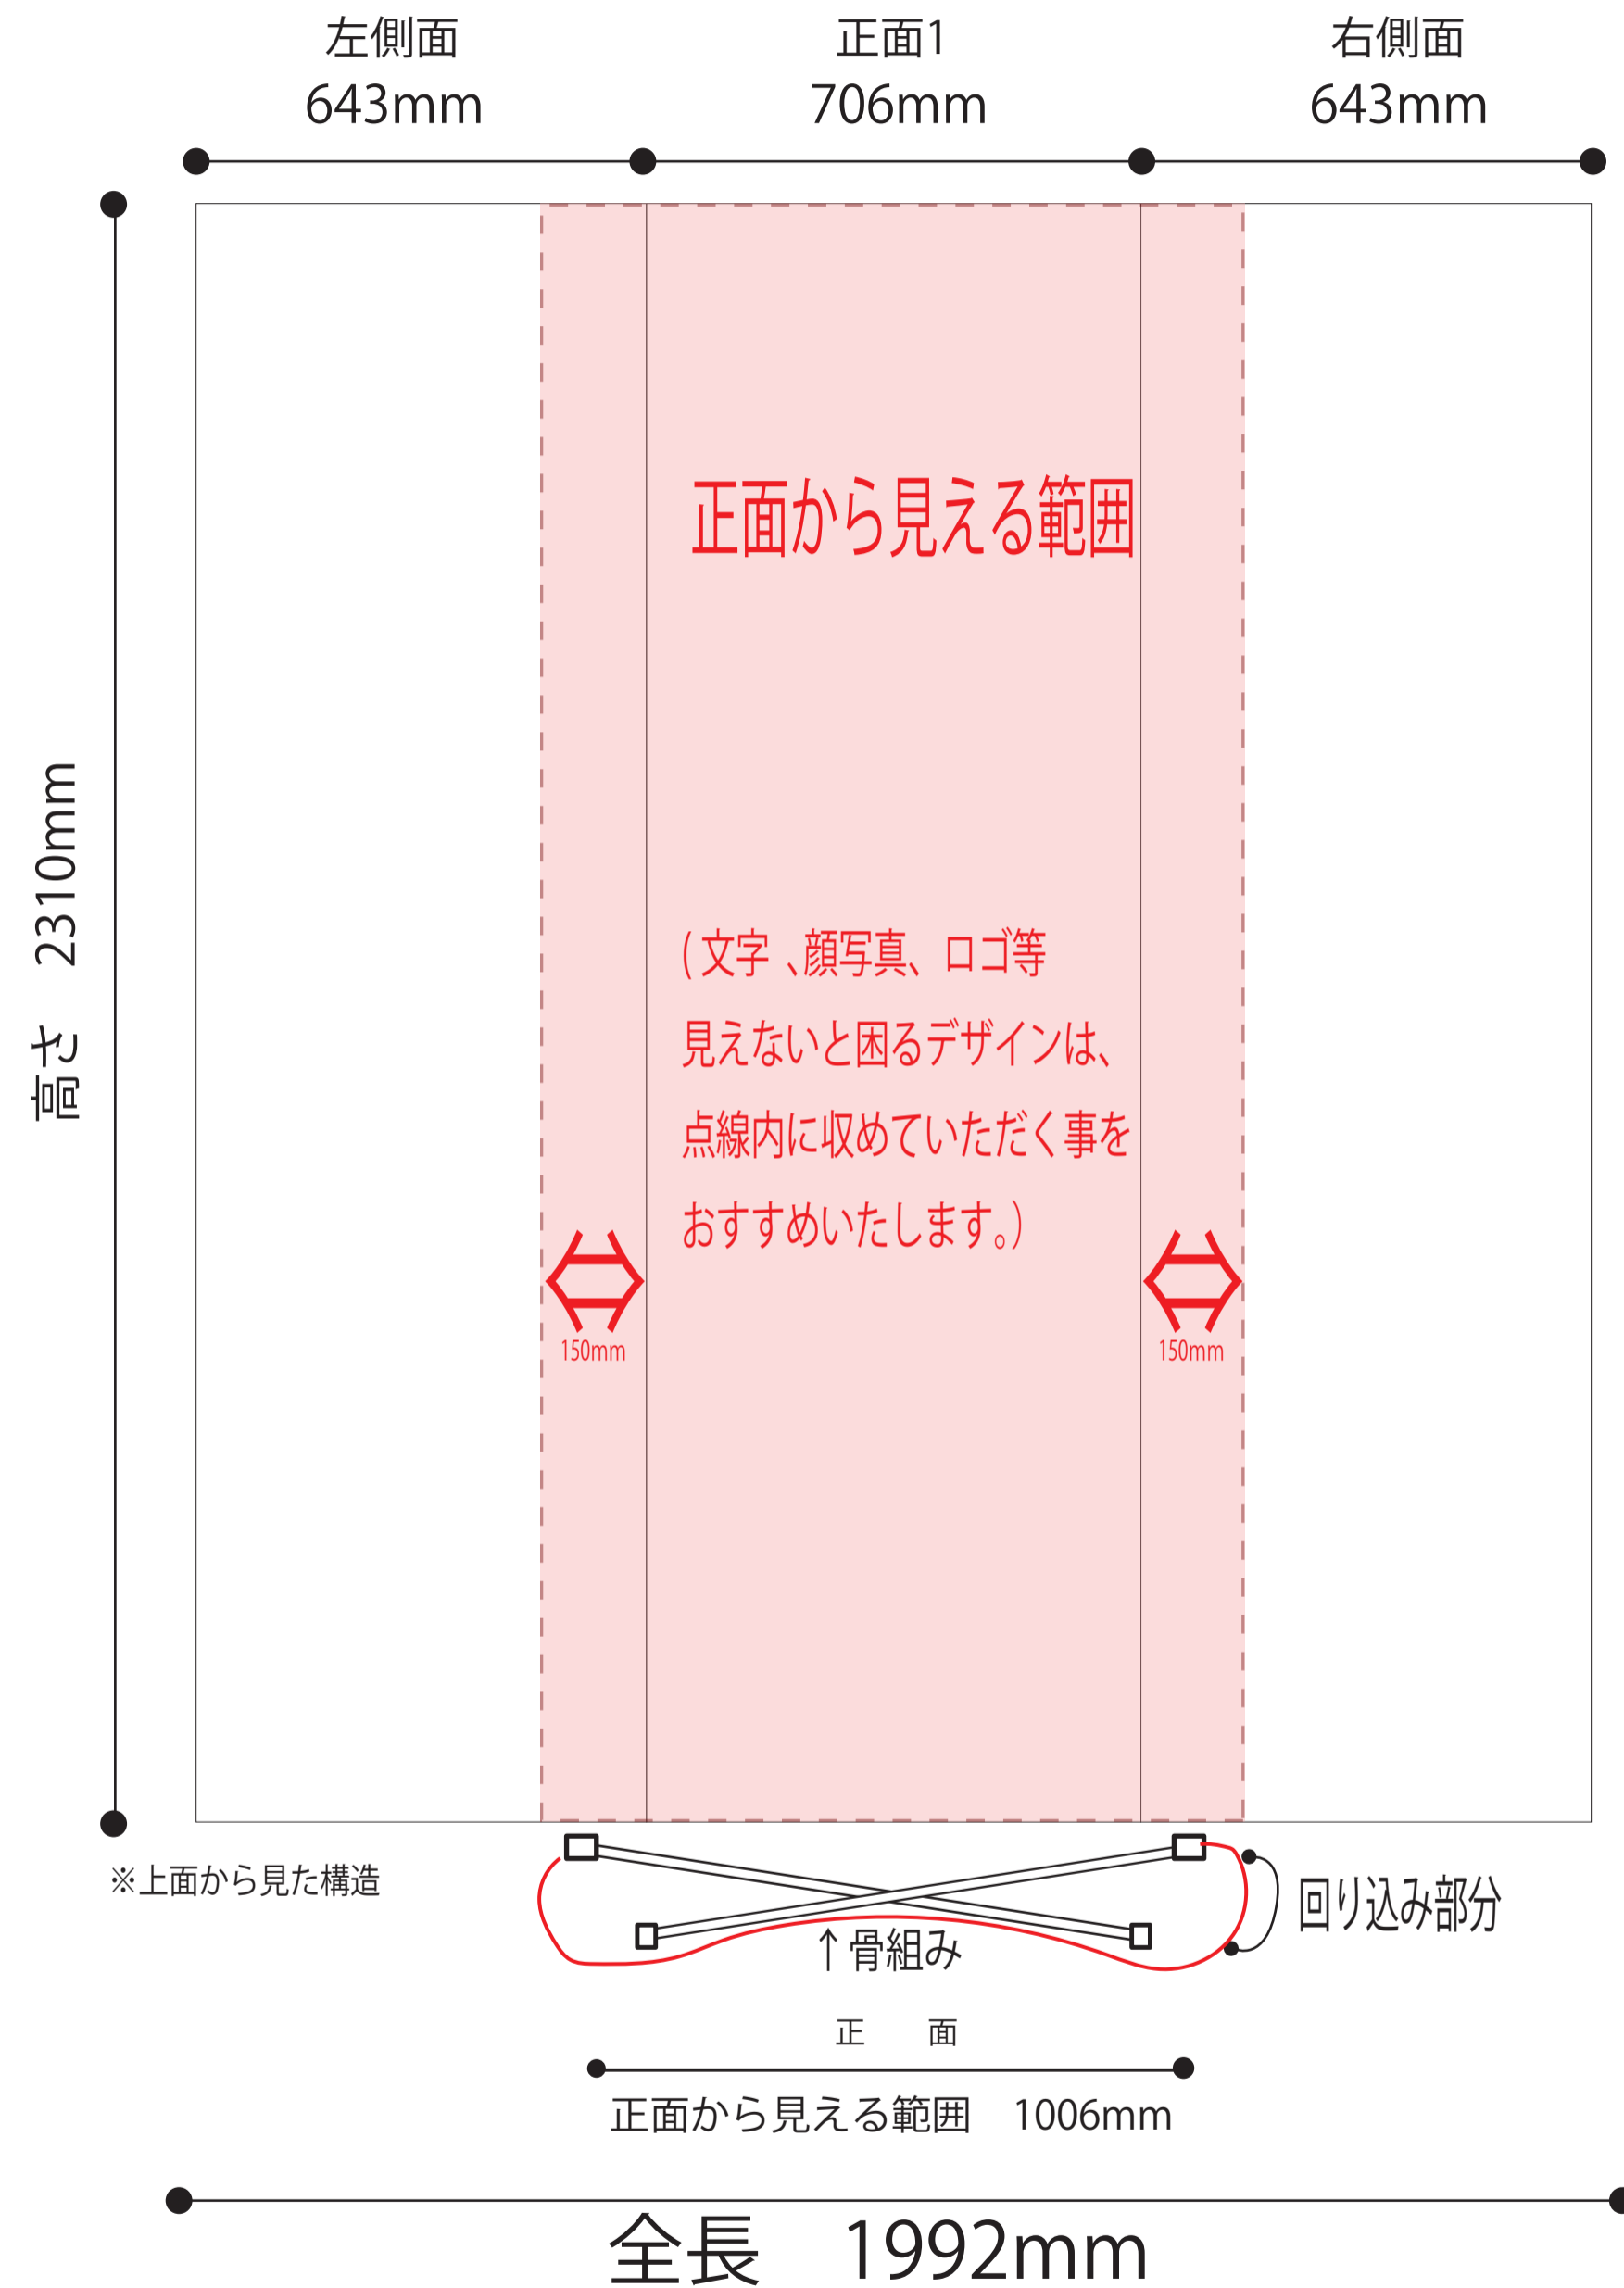 左側面
正面1
右側面
643mm
706mm
643mm
高さ 2310mm
正面から見える範囲
(文字 、顔写真、ロゴ等
見えないと困るデザインは、
点線内に収めていただく事を
おすすめいたします。)
150mm
150mm
※上面から見た構造
回り込み部分
↑骨組み
正 面
正面から見える範囲 1006mm
全長 1992mm